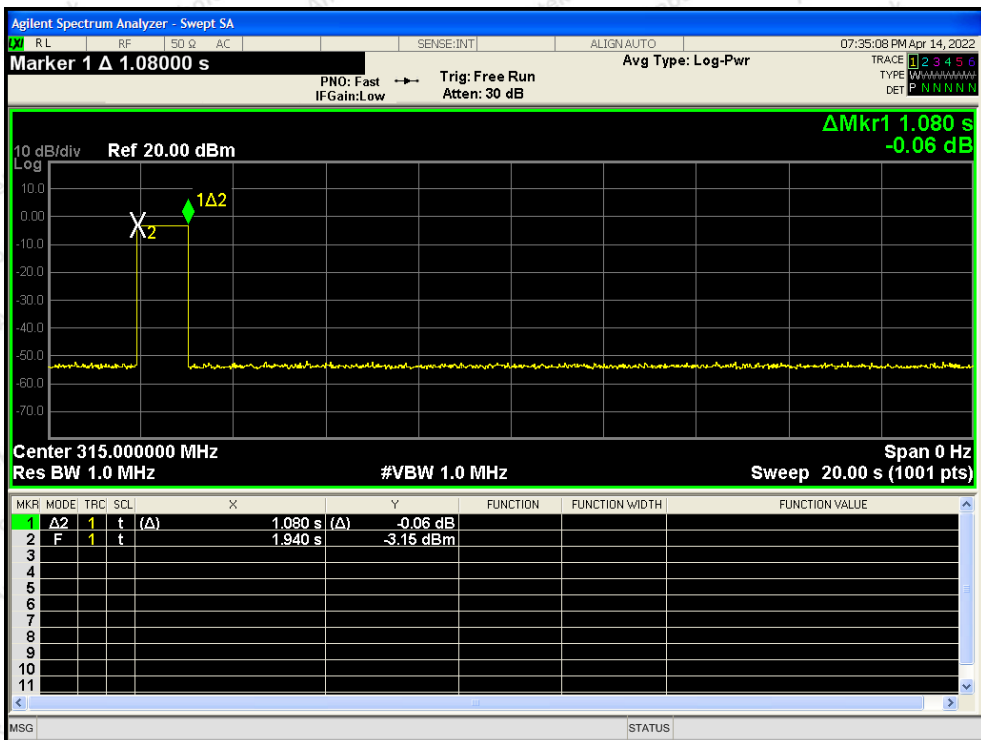 Agilent Spectrum Analyzer - Swept SA
LXI RL RF 50 Ω AC SENSE:INT ALIGN AUTO 07:35:08 PM Apr 14, 2022
Marker 1 Δ 1.08000 s
PNO: Fast
IFGain:Low
Trig: Free Run
Atten: 30 dB
Avg Type: Log-Pwr
TRACE 1 2 3 4 5 6
TYPE
DET P N N N N N
ΔMkr1 1.080 s
-0.06 dB
10 dB/div Ref 20.00 dBm
Log
10.0
0.00
-10.0
-20.0
-30.0
-40.0
-50.0
-60.0
-70.0
1Δ2
2
Center 315.000000 MHz Span 0 Hz
Res BW 1.0 MHz #VBW 1.0 MHz Sweep 20.00 s (1001 pts)
MKR MODE TRC SCL X Y FUNCTION FUNCTION WIDTH FUNCTION VALUE
1 Δ2 1 t (Δ) 1.080 s (Δ) -0.06 dB
2 F 1 t 1.940 s -3.15 dBm
3
4
5
6
7
8
9
10
11
MSG STATUS